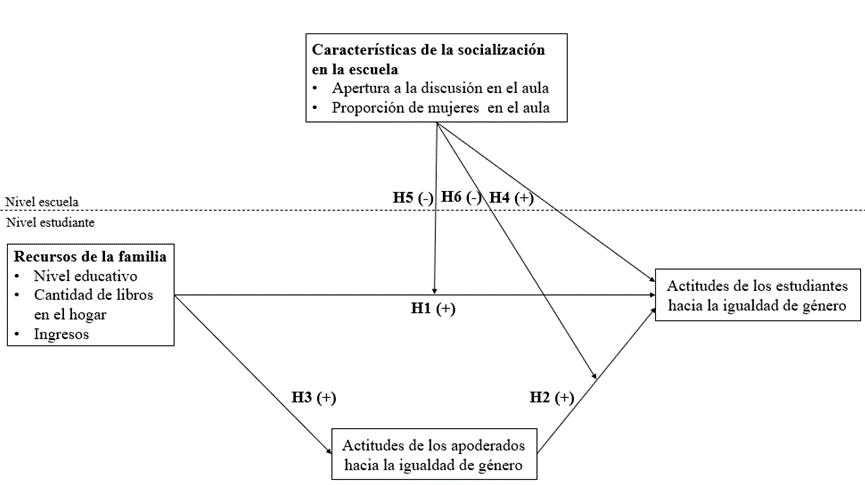 Características de la socialización
en la escuela
• Apertura a la discusión en el aula
• Proporción de mujeres en el aula
H5 (-) H6 (-) H4 (+)
Nivel escuela
Nivel estudiante
Recursos de la familia
• Nivel educativo
• Cantidad de libros
en el hogar
• Ingresos
Actitudes de los estudiantes
hacia la igualdad de género
H1 (+)
H3 (+)
H2 (+)
Actitudes de los apoderados
hacia la igualdad de género